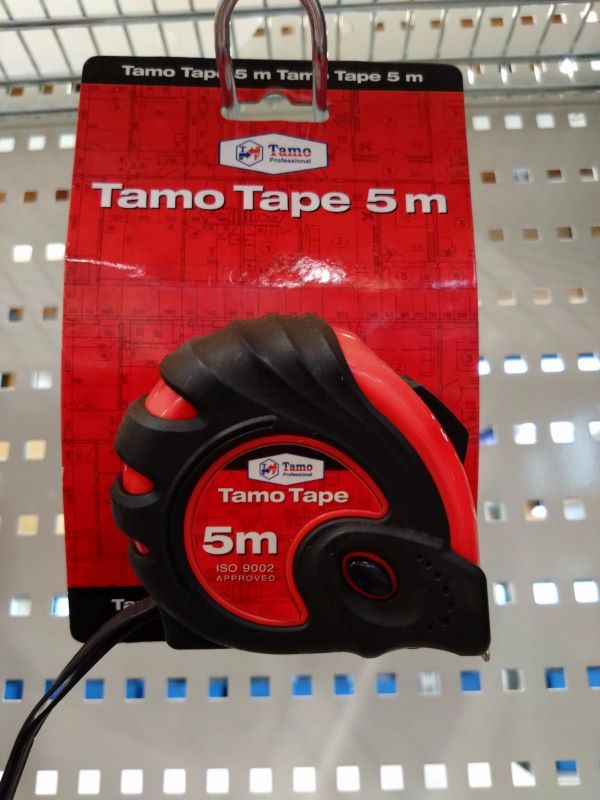 Tamo Tape 5 m Tamo Tape 5 m
Tamo
Professional
Tamo Tape 5 m
Tamo
Professional
Tamo Tape
5m
ISO 9002
APPROVED
Ta